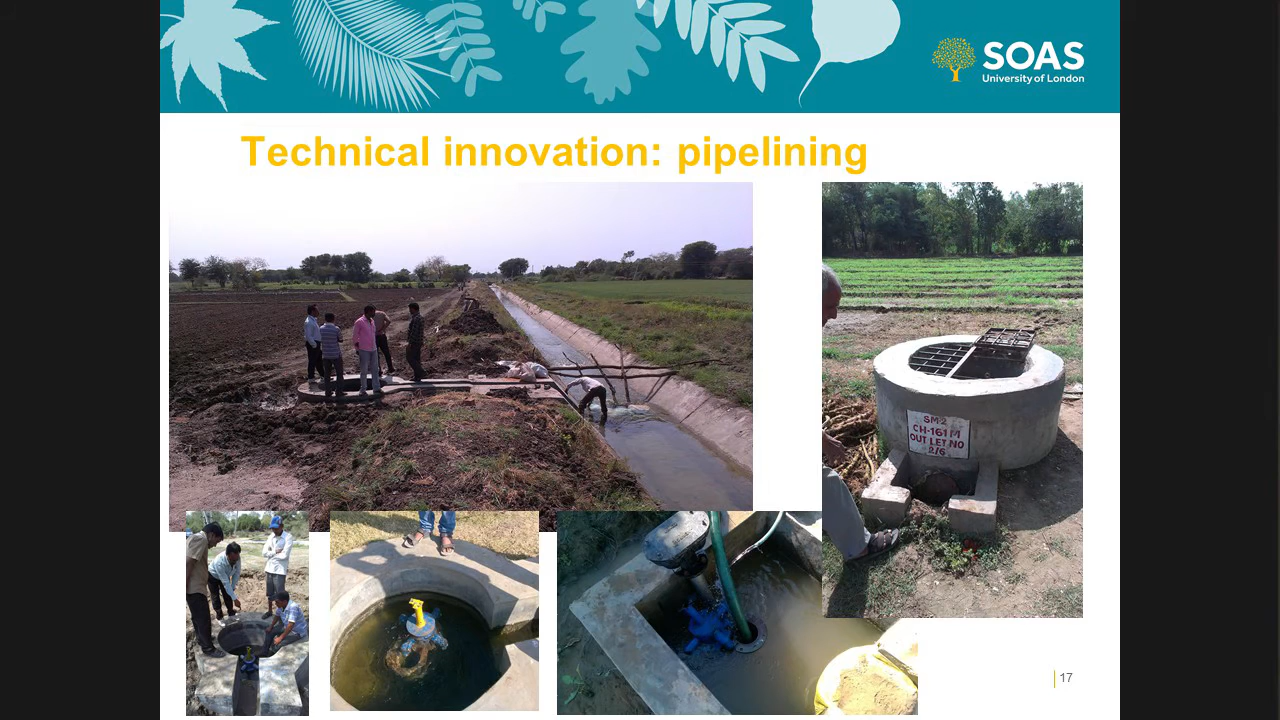 SOAS
University of London
Technical innovation: pipelining
SM-2
CH-161 M
OUT LET NO
2/6
17